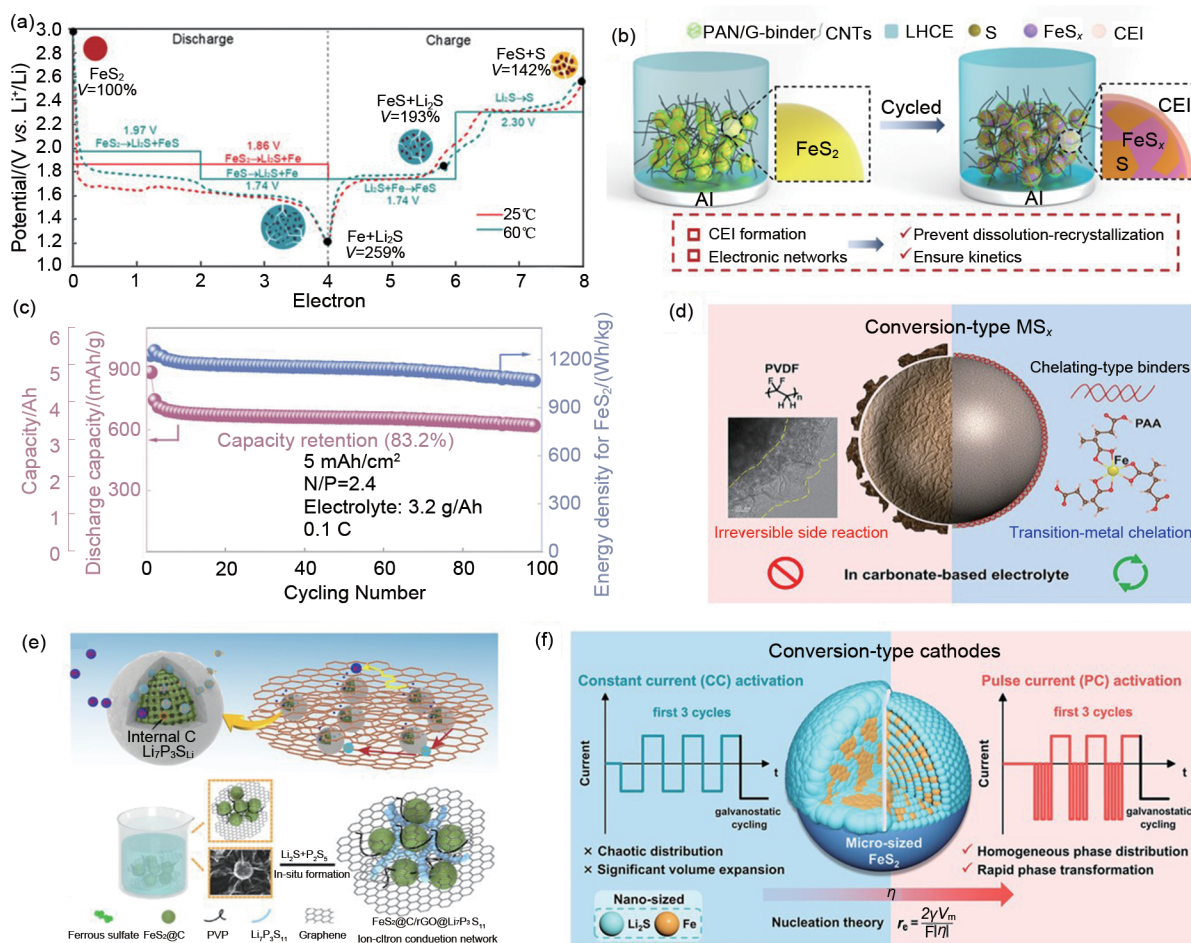 (a)
Potential/(V vs. Li⁺/Li)
3.0
2.8
2.6
2.4
2.2
2.0
1.8
1.6
1.4
1.2
1.0
Discharge
Charge
FeS₂
V=100%
FeS+S
V=142%
FeS+Li₂S
V=193%
Li₂S→S
2.30 V
1.97 V
FeS₂→Li₂S+FeS
1.86 V
FeS₂→Li₂S+Fe
FeS→Li₂S+Fe
1.74 V
Li₂S+Fe→FeS
1.74 V
25℃
60℃
Fe+Li₂S
V=259%
0 1 2 3 4 5 6 7 8
Electron
(b)
PAN/G-binder CNTs LHCE S FeSₓ CEI
Cycled
FeS₂
CEI
FeSₓ
S
Al
Al
CEI formation
Electronic networks
✓Prevent dissolution-recrystallization
✓Ensure kinetics
(c)
Capacity/Ah
6
5
4
3
2
1
0
Discharge capacity/(mAh/g)
900
600
300
Energy density for FeS₂/(Wh/kg)
1200
900
600
300
0
Capacity retention (83.2%)
5 mAh/cm²
N/P=2.4
Electrolyte: 3.2 g/Ah
0.1 C
0 20 40 60 80 100
Cycling Number
(d)
Conversion-type MSₓ
PVDF
F F
H H
n
Chelating-type binders
PAA
Fe
Irreversible side reaction
Transition-metal chelation
In carbonate-based electrolyte
(e)
Internal C
Li₇P₃S_Li
Li₂S+P₂S₅
In-situ formation
Ferrous sulfate FeS₂@C PVP Li₇P₃S₁₁ Graphene
FeS₂@C/rGO@Li₇P₃S₁₁
Ion-cltron conduetion network
(f)
Conversion-type cathodes
Constant current (CC) activation
first 3 cycles
Current
t
galvanostatic
cycling
× Chaotic distribution
× Significant volume expansion
Pulse current (PC) activation
first 3 cycles
Current
t
galvanostatic
cycling
✓ Homogeneous phase distribution
✓ Rapid phase transformation
Micro-sized
FeS₂
η
Nano-sized
Li₂S Fe
Nucleation theory r_c = 2γV_m/F|η|